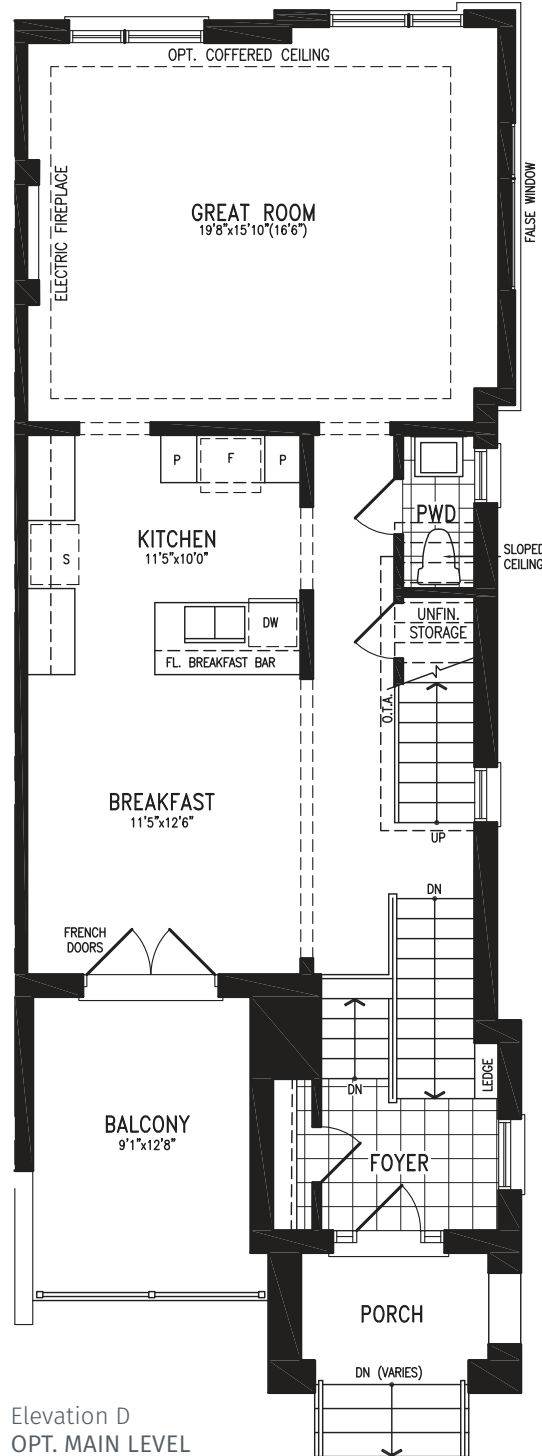 OPT. COFFERED CEILING
ELECTRIC FIREPLACE
GREAT ROOM
19'8"x15'10"(16'6")
FALSE WINDOW
P
F
P
KITCHEN
11'5"x10'0"
S
PWD
SLOPED
CEILING
DW
FL. BREAKFAST BAR
UNFIN.
STORAGE
O.T.A.
BREAKFAST
11'5"x12'6"
UP
FRENCH
DOORS
DN
DN
LEDGE
BALCONY
9'1"x12'8"
FOYER
PORCH
DN (VARIES)
Elevation D
OPT. MAIN LEVEL